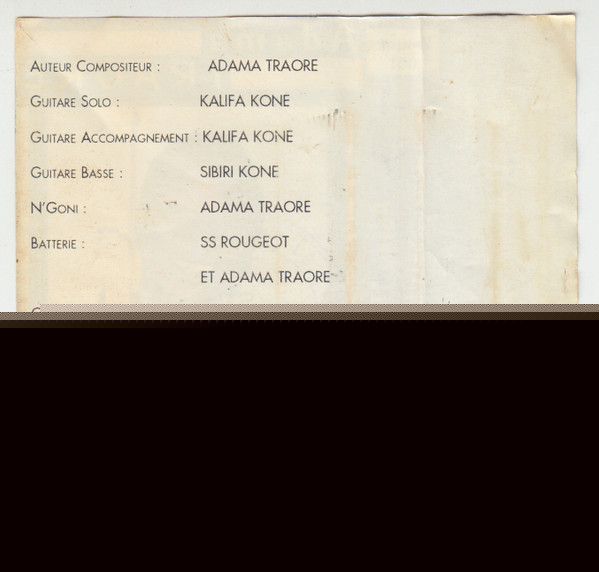 AUTEUR COMPOSITEUR : ADAMA TRAORE
GUITARE SOLO : KALIFA KONE
GUITARE ACCOMPAGNEMENT : KALIFA KONE
GUITARE BASSE : SIBIRI KONE
N'GONI : ADAMA TRAORE
BATTERIE : SS ROUGEOT
ET ADAMA TRAORE